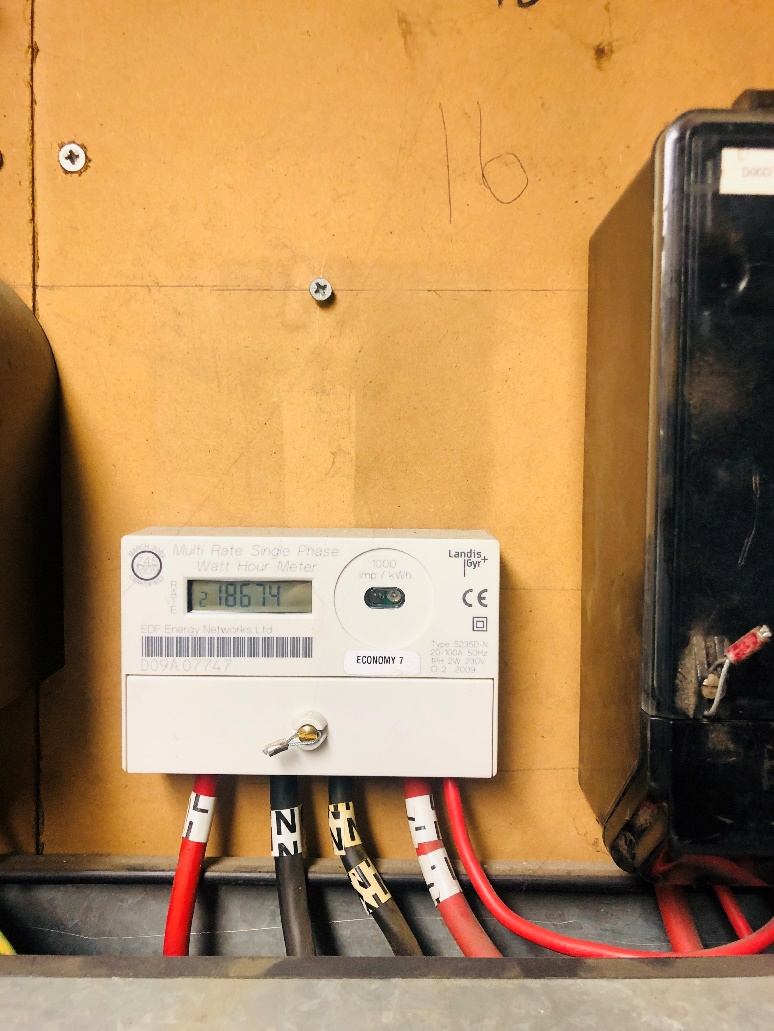 16
Multi Rate Single Phase
Watt Hour Meter
RATE
2 18674
1000
imp / kWh
Landis
Gyr+
CE
EDF Energy Networks Ltd
D09A07747
ECONOMY 7
Type 5235D-N
20-100A 50Hz
1PH 2W 230V
Cl 2 2009
L
N
N
N